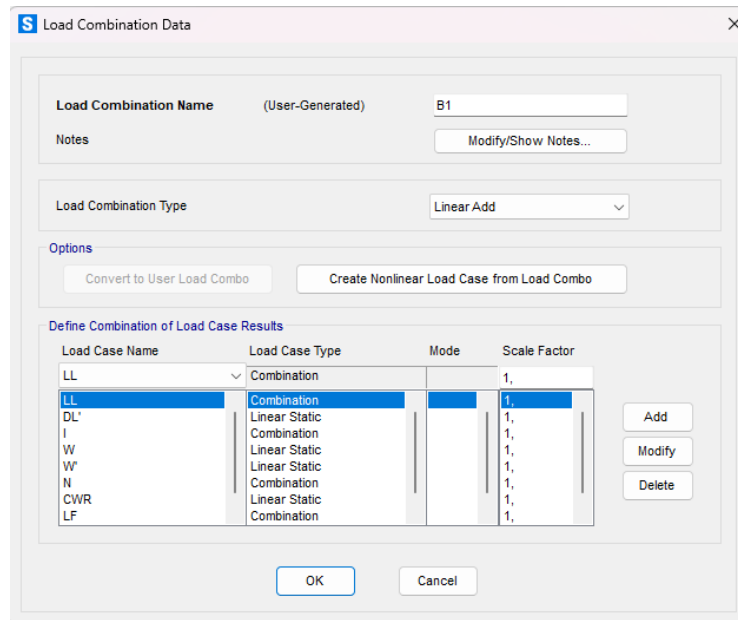 S Load Combination Data
Load Combination Name (User-Generated) B1
Notes Modify/Show Notes...
Load Combination Type Linear Add
Options
Convert to User Load Combo Create Nonlinear Load Case from Load Combo
Define Combination of Load Case Results
Load Case Name Load Case Type Mode Scale Factor
LL Combination 1,
LL Combination 1,
DL' Linear Static 1,
I Combination 1,
W Linear Static 1,
W' Linear Static 1,
N Combination 1,
CWR Linear Static 1,
LF Combination 1,
Add
Modify
Delete
OK Cancel